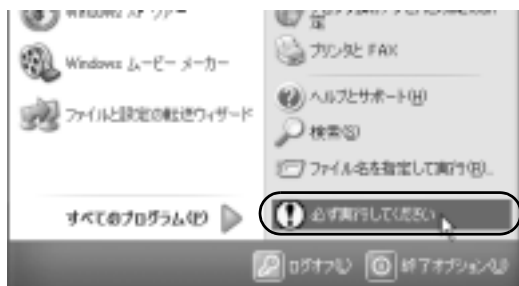 Windows ムービー メーカー
ファイルと設定の転送ウィザード
すべてのプログラム(P)
定
プリンタと FAX
ヘルプとサポート(H)
検索(S)
ファイル名を指定して実行(R)...
必ず実行してください
ログオフ(L)
終了オプション(U)